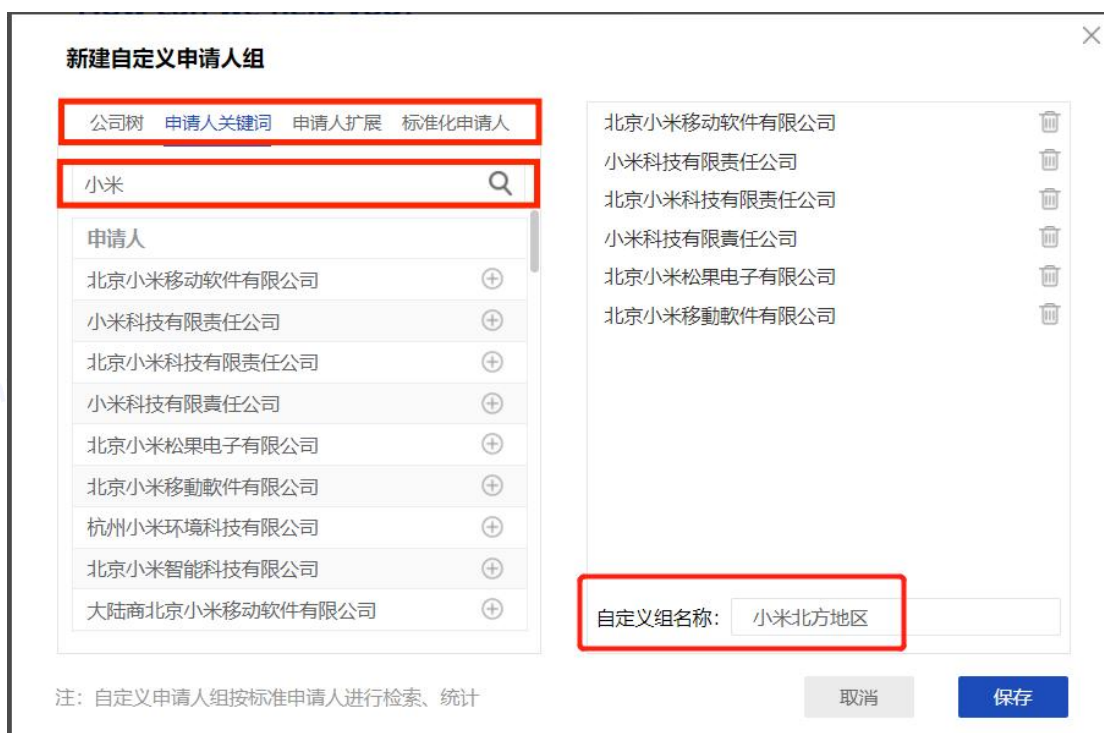 新建自定义申请人组
公司树 申请人关键词 申请人扩展 标准化申请人
小米
申请人
北京小米移动软件有限公司
小米科技有限责任公司
北京小米科技有限责任公司
小米科技有限責任公司
北京小米松果电子有限公司
北京小米移動軟件有限公司
杭州小米环境科技有限公司
北京小米智能科技有限公司
大陆商北京小米移动软件有限公司
北京小米移动软件有限公司
小米科技有限责任公司
北京小米科技有限责任公司
小米科技有限責任公司
北京小米松果电子有限公司
北京小米移動軟件有限公司
自定义组名称： 小米北方地区
注：自定义申请人组按标准申请人进行检索、统计
取消 保存